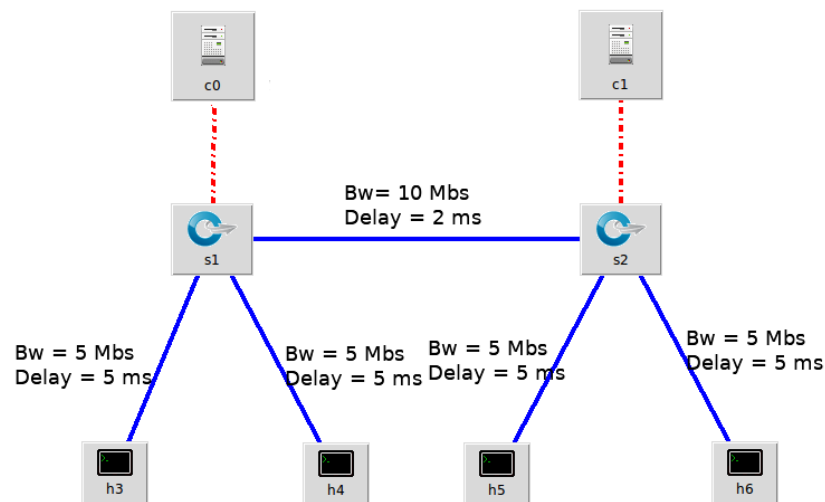 c0
c1
Bw= 10 Mbs
Delay = 2 ms
s1
s2
Bw = 5 Mbs
Delay = 5 ms
Bw = 5 Mbs
Delay = 5 ms
Bw = 5 Mbs
Delay = 5 ms
Bw = 5 Mbs
Delay = 5 ms
h3
h4
h5
h6